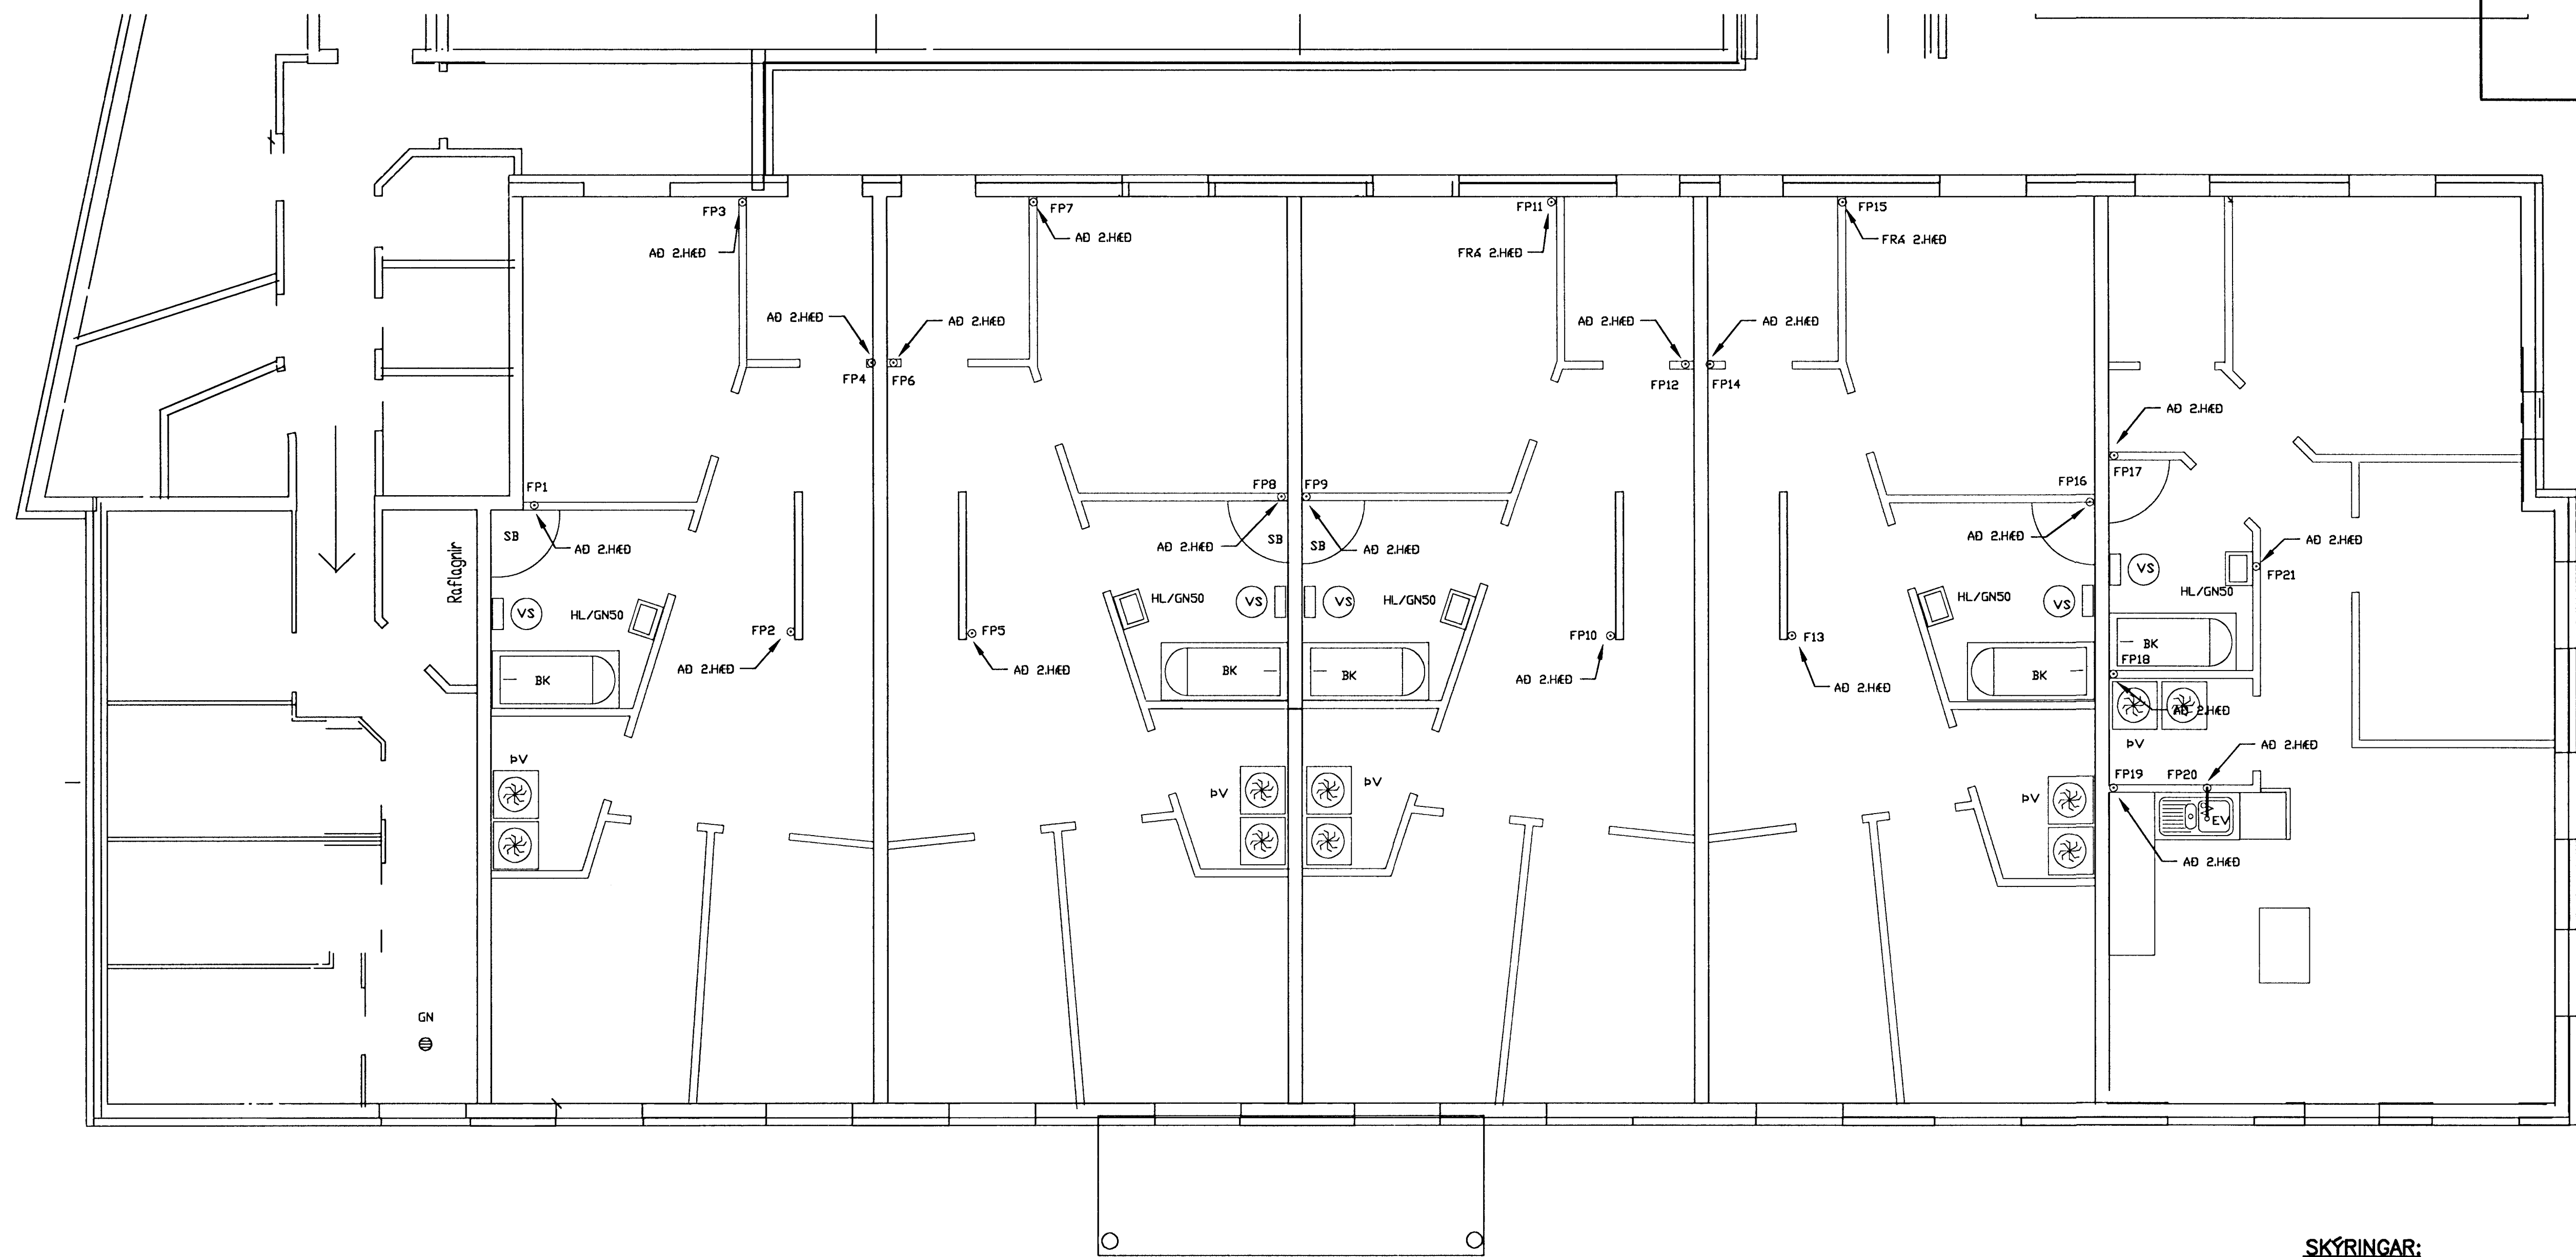 FP3
FP7
FP11
FP15
AÐ 2.HÆÐ
AÐ 2.HÆÐ
FRÁ 2.HÆÐ
FRÁ 2.HÆÐ
AÐ 2.HÆÐ
AÐ 2.HÆÐ
AÐ 2.HÆÐ
AÐ 2.HÆÐ
FP4
FP6
FP12
FP14
AÐ 2.HÆÐ
FP17
FP1
FP8
FP9
FP16
SB
AÐ 2.HÆÐ
AÐ 2.HÆÐ
SB
SB
AÐ 2.HÆÐ
AÐ 2.HÆÐ
AÐ 2.HÆÐ
FP21
Raflagnir
VS
HL/GN50
HL/GN50
VS
VS
HL/GN50
HL/GN50
VS
VS
HL/GN50
FP2
FP5
FP10
F13
BK
FP18
AÐ 2.HÆÐ
AÐ 2.HÆÐ
AÐ 2.HÆÐ
AÐ 2.HÆÐ
BK
BK
BK
BK
AÐ 2.HÆÐ
ÞV
ÞV
ÞV
ÞV
ÞV
AÐ 2.HÆÐ
FP19
FP20
EV
AÐ 2.HÆÐ
GN
SKÝRINGAR: